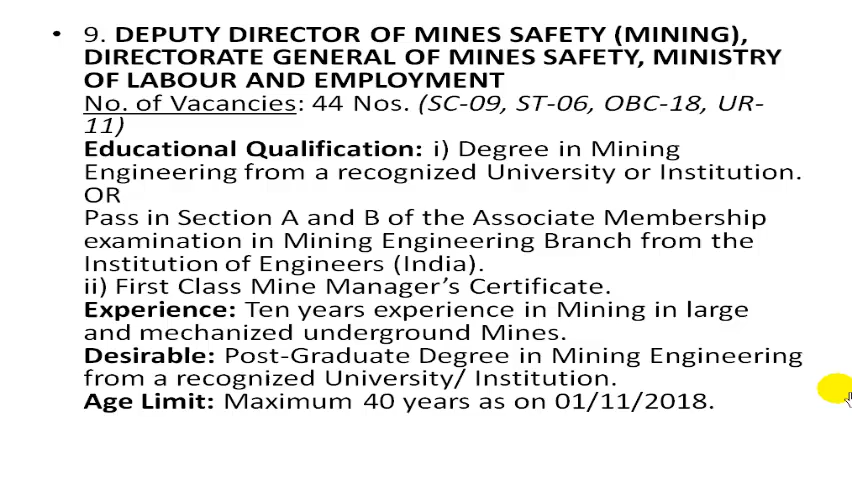 • 9. DEPUTY DIRECTOR OF MINES SAFETY (MINING),
DIRECTORATE GENERAL OF MINES SAFETY, MINISTRY
OF LABOUR AND EMPLOYMENT
No. of Vacancies: 44 Nos. (SC-09, ST-06, OBC-18, UR-
11)
Educational Qualification: i) Degree in Mining
Engineering from a recognized University or Institution.
OR
Pass in Section A and B of the Associate Membership
examination in Mining Engineering Branch from the
Institution of Engineers (India).
ii) First Class Mine Manager’s Certificate.
Experience: Ten years experience in Mining in large
and mechanized underground Mines.
Desirable: Post-Graduate Degree in Mining Engineering
from a recognized University/ Institution.
Age Limit: Maximum 40 years as on 01/11/2018.